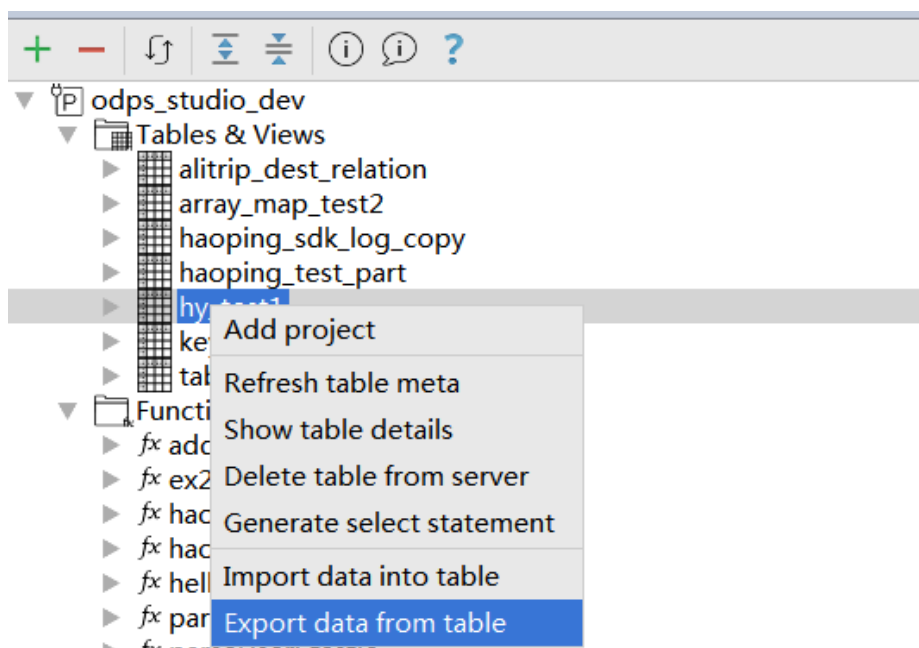 odps_studio_dev
Tables & Views
alitrip_dest_relation
array_map_test2
haoping_sdk_log_copy
haoping_test_part
hy_test1
Add project
Refresh table meta
Show table details
Delete table from server
Generate select statement
Import data into table
Export data from table